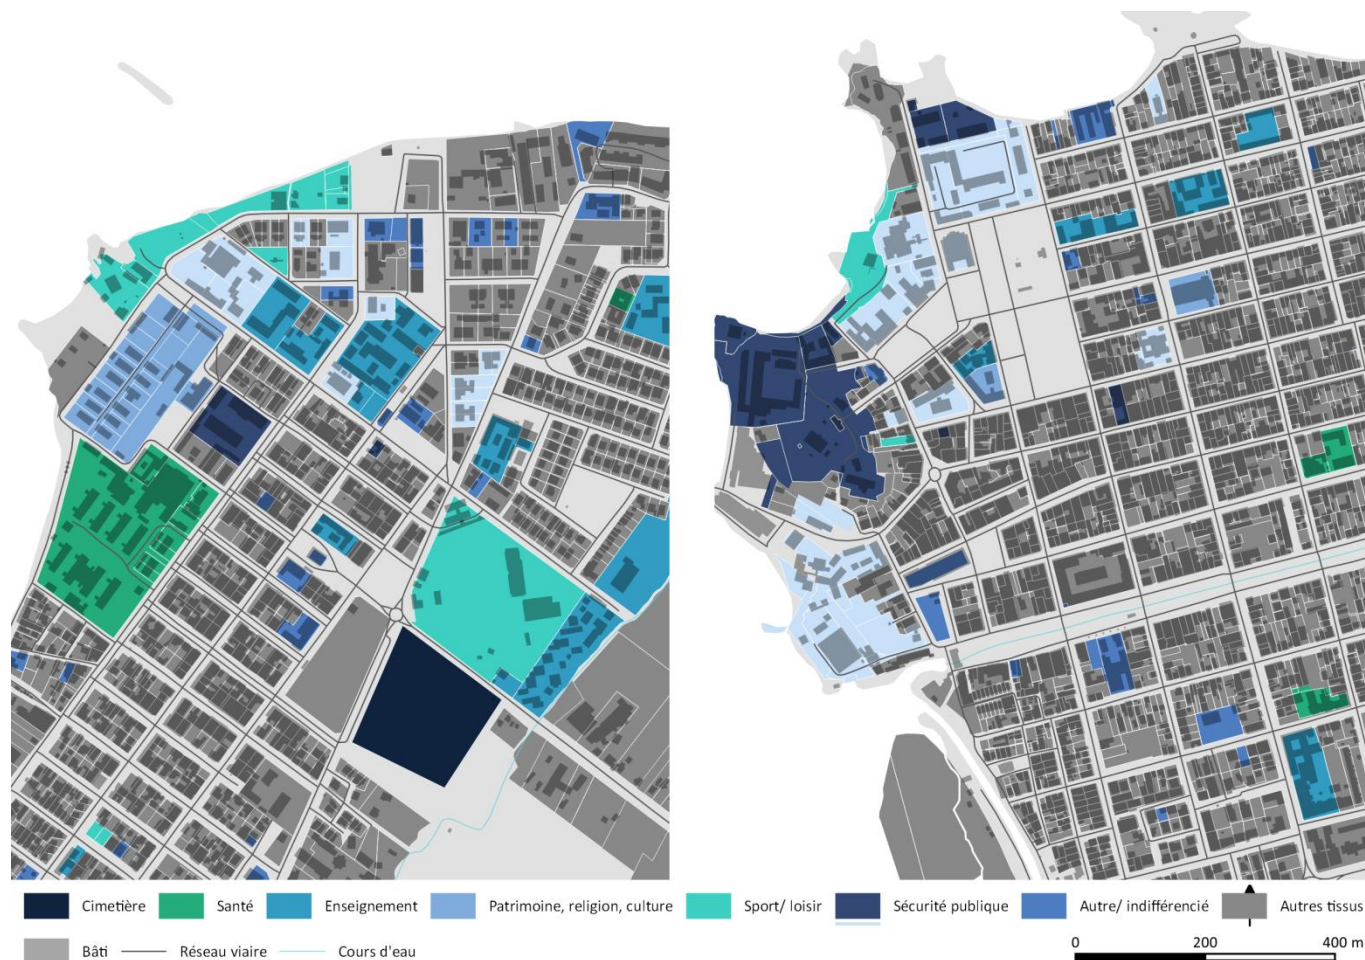 Cimetière Santé Enseignement Patrimoine, religion, culture Sport/ loisir Sécurité publique Autre/ indifférencié Autres tissus
Bâti Réseau viaire Cours d'eau
0 200 400 m